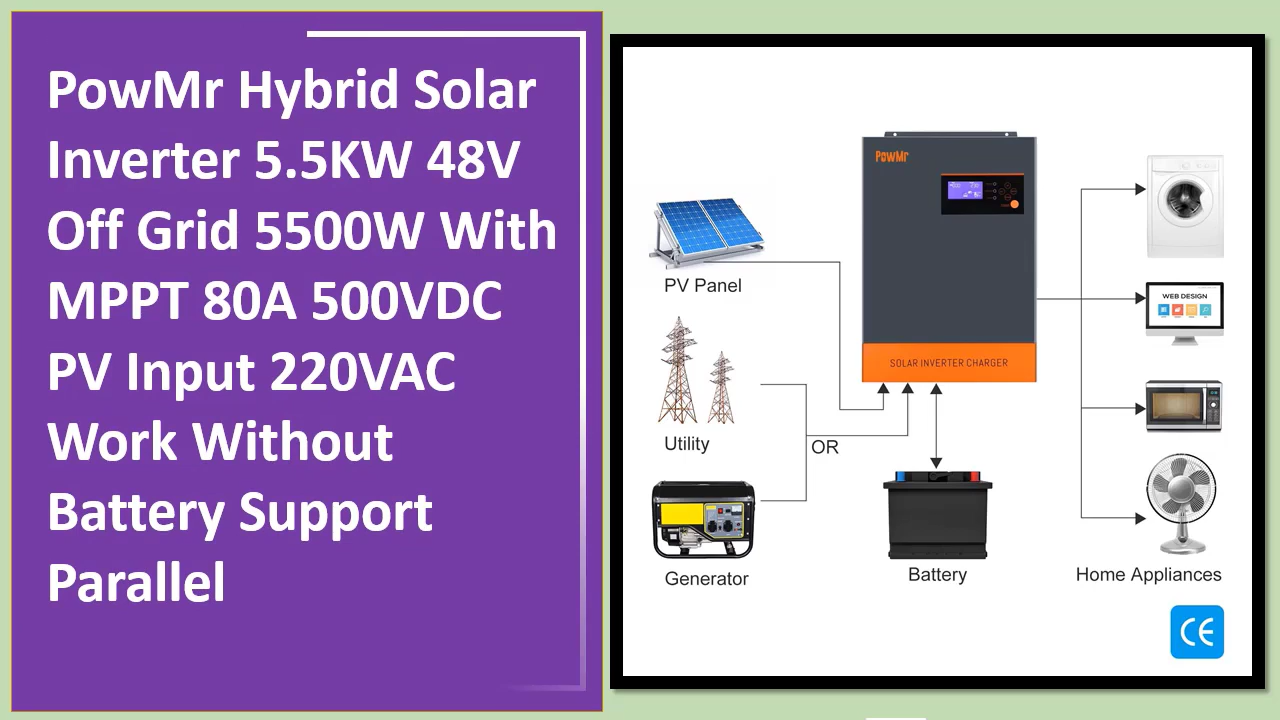 PowMr Hybrid Solar
Inverter 5.5KW 48V
Off Grid 5500W With
MPPT 80A 500VDC
PV Input 220VAC
Work Without
Battery Support
Parallel
PowMr
SOLAR INVERTER CHARGER
PV Panel
Utility
OR
Generator
Battery
WEB DESIGN
Home Appliances
CE